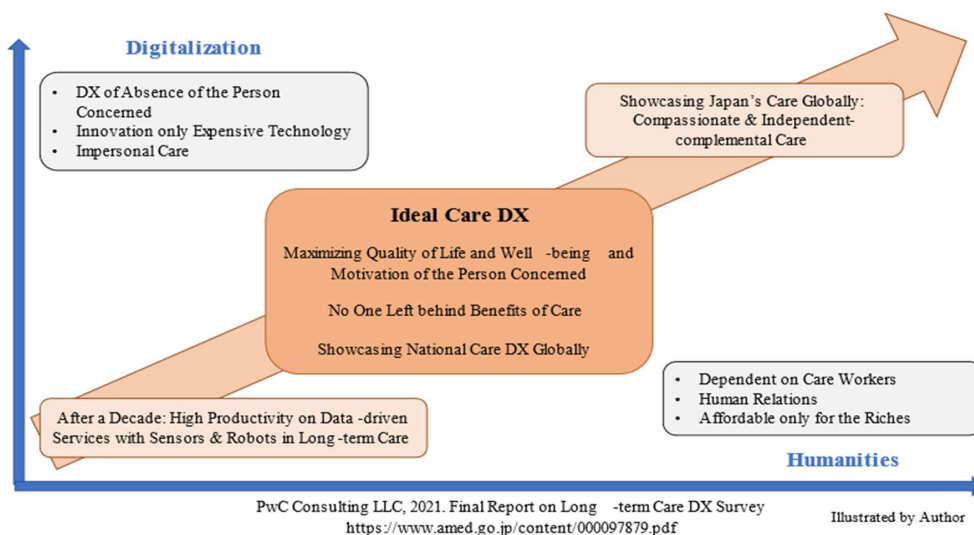 Digitalization
• DX of Absence of the Person
Concerned
• Innovation only Expensive Technology
• Impersonal Care
Showcasing Japan’s Care Globally:
Compassionate & Independent-
complemental Care
Ideal Care DX
Maximizing Quality of Life and Well -being and
Motivation of the Person Concerned
No One Left behind Benefits of Care
Showcasing National Care DX Globally
• Dependent on Care Workers
• Human Relations
• Affordable only for the Riches
After a Decade: High Productivity on Data -driven
Services with Sensors & Robots in Long -term Care
Humanities
PwC Consulting LLC, 2021. Final Report on Long -term Care DX Survey
https://www.amed.go.jp/content/000097879.pdf
Illustrated by Author